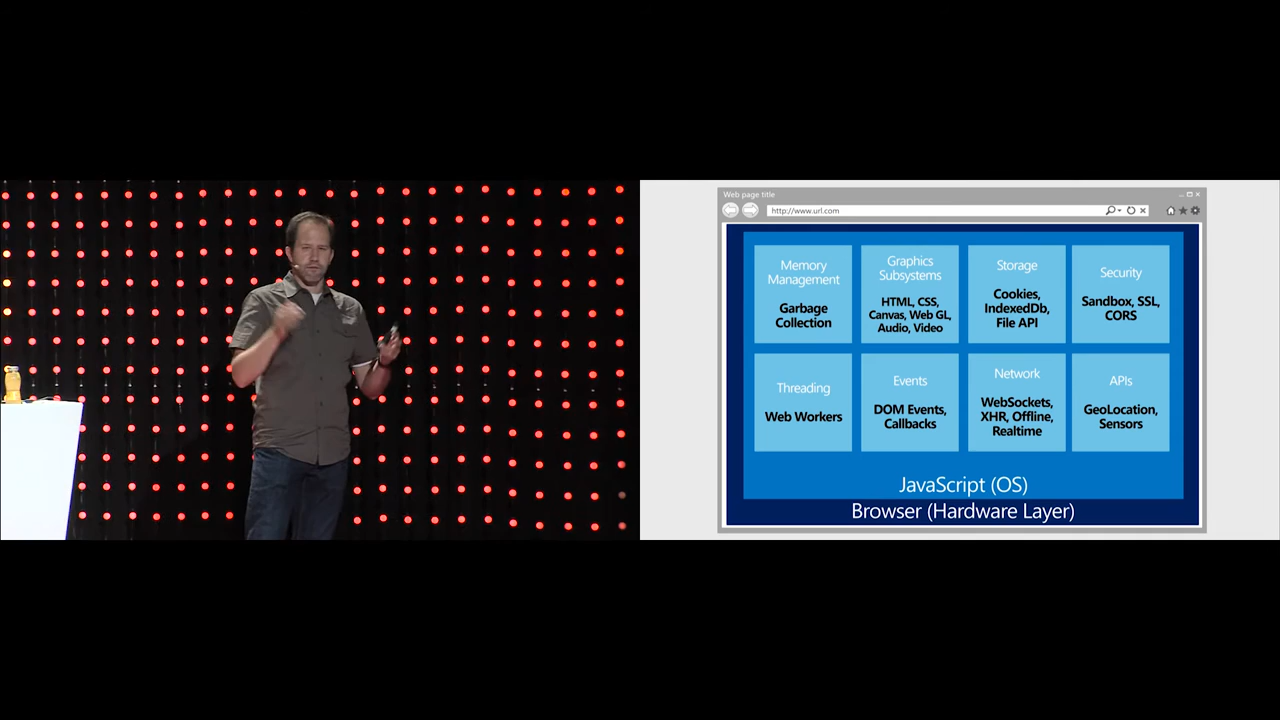 Web page title
http://www.url.com
Memory
Management
Garbage
Collection
Graphics
Subsystems
HTML, CSS,
Canvas, Web GL,
Audio, Video
Storage
Cookies,
IndexedDb,
File API
Security
Sandbox, SSL,
CORS
Threading
Web Workers
Events
DOM Events,
Callbacks
Network
WebSockets,
XHR, Offline,
Realtime
APIs
GeoLocation,
Sensors
JavaScript (OS)
Browser (Hardware Layer)